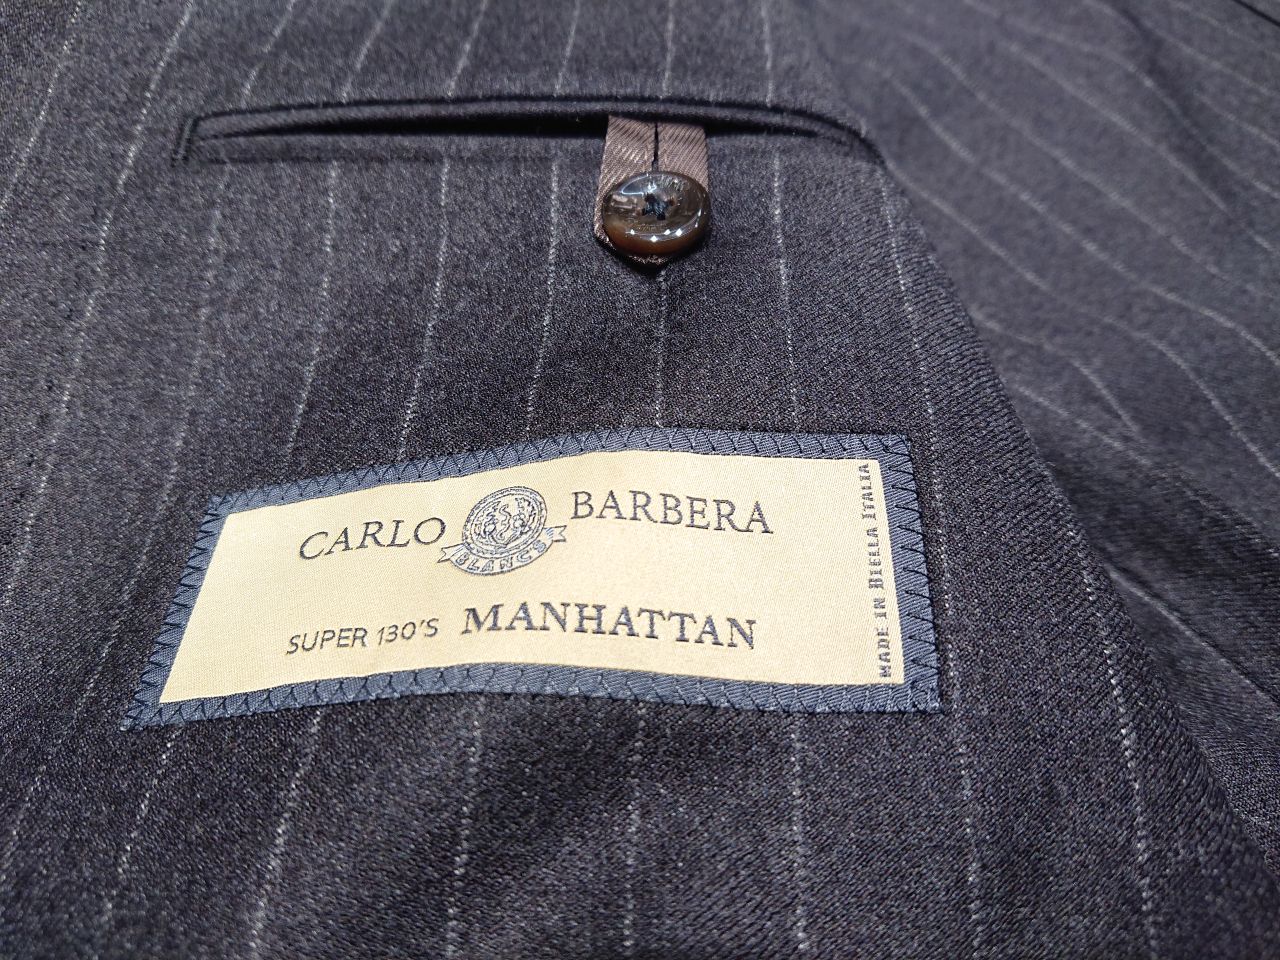 CARLO BARBERA
BLANCS
SUPER 130'S MANHATTAN
MADE IN BIELLA ITALIA